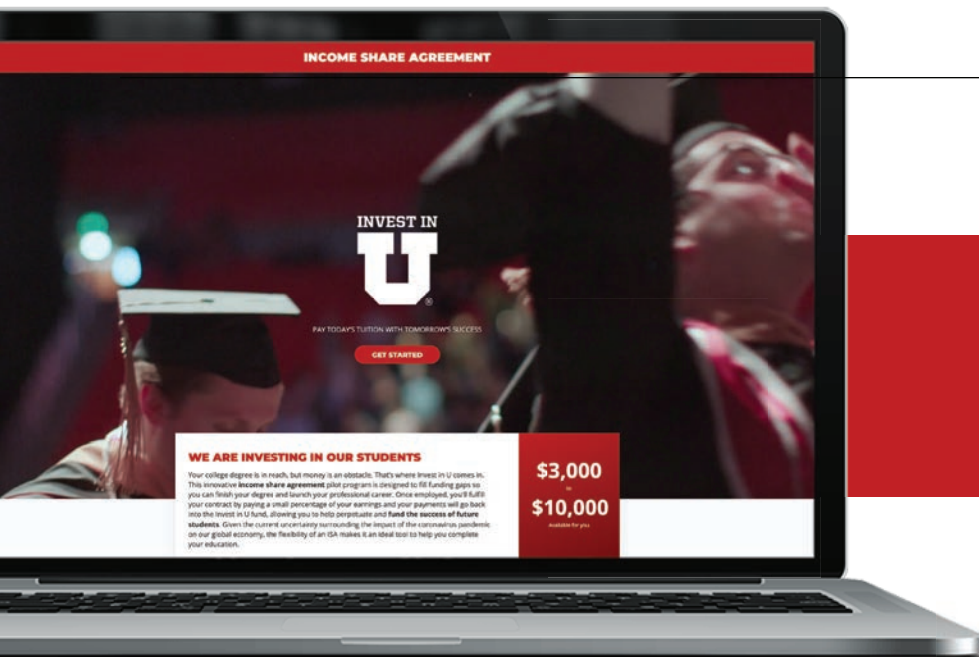 INCOME SHARE AGREEMENT
INVEST IN
U
®
PAY TODAY'S TUITION WITH TOMORROW'S SUCCESS
GET STARTED
WE ARE INVESTING IN OUR STUDENTS
Your college degree is in reach, but money is an obstacle. That's where Invest in U comes in.
This innovative income share agreement pilot program is designed to fill funding gaps so
you can finish your degree and launch your professional career. Once employed, you'll fulfill
your contract by paying a small percentage of your earnings and your payments will go back
into the Invest in U fund, allowing you to help perpetuate and fund the success of future
students. Given the current uncertainty surrounding the impact of the coronavirus pandemic
on our global economy, the flexibility of an ISA makes it an ideal tool to help you complete
your education.
$3,000
$10,000
Available for you